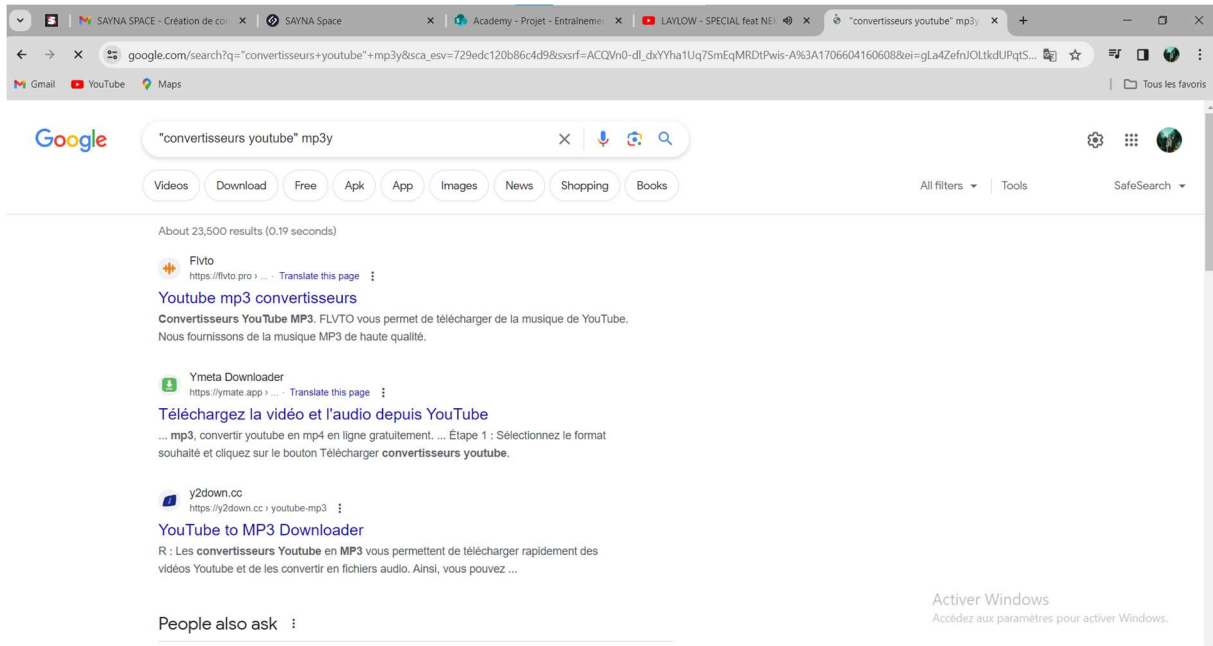 SAYNA SPACE - Création de con
SAYNA Space
Academy - Projet - Entraîneme
LAYLOW - SPECIAL feat NEK
"convertisseurs youtube" mp3y
google.com/search?q="convertisseurs+youtube"+mp3y&sca_esv=729edc120b86c4d9&sxsrf=ACQVn0-dl_dxYYha1Uq7SmEqMRDtPwis-A%3A1706604160608&ei=gLa4ZefnJOLtkdUPqtS...
Gmail
YouTube
Maps
Tous les favoris
Google
"convertisseurs youtube" mp3y
Videos
Download
Free
Apk
App
Images
News
Shopping
Books
All filters
Tools
SafeSearch
About 23,500 results (0.19 seconds)
Flvto
https://flvto.pro › ... · Translate this page
Youtube mp3 convertisseurs
Convertisseurs YouTube MP3. FLVTO vous permet de télécharger de la musique de YouTube.
Nous fournissons de la musique MP3 de haute qualité.
Ymeta Downloader
https://ymate.app › ... · Translate this page
Téléchargez la vidéo et l'audio depuis YouTube
... mp3, convertir youtube en mp4 en ligne gratuitement. ... Étape 1 : Sélectionnez le format
souhaité et cliquez sur le bouton Télécharger convertisseurs youtube.
y2down.cc
https://y2down.cc › youtube-mp3
YouTube to MP3 Downloader
R : Les convertisseurs Youtube en MP3 vous permettent de télécharger rapidement des
vidéos Youtube et de les convertir en fichiers audio. Ainsi, vous pouvez ...
People also ask
Activer Windows
Accédez aux paramètres pour activer Windows.